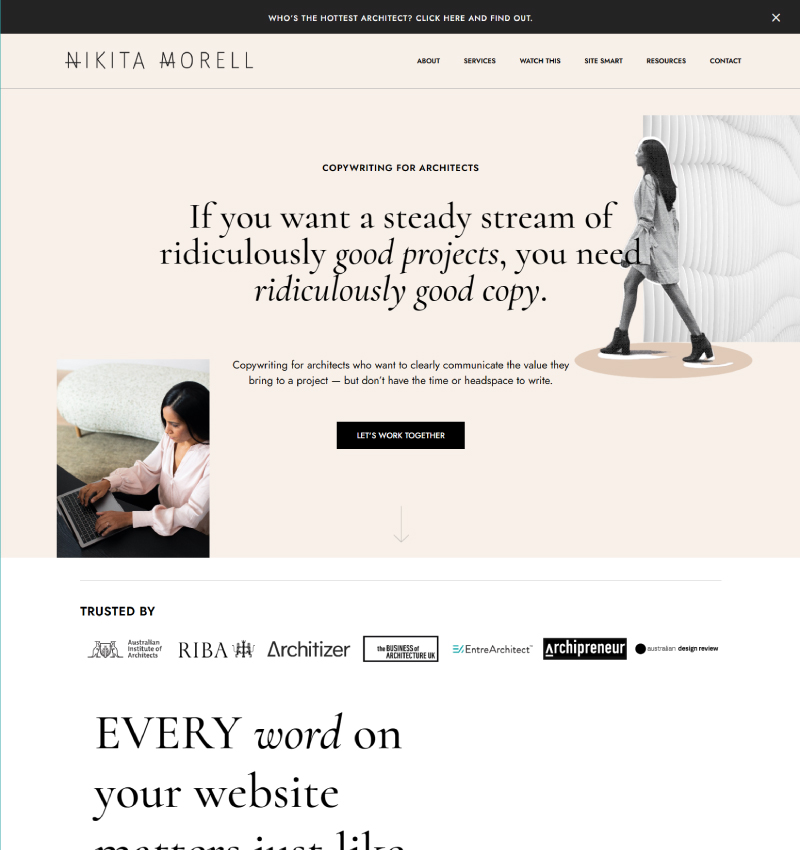 WHO'S THE HOTTEST ARCHITECT? CLICK HERE AND FIND OUT.
NIKITA MORELL
ABOUT SERVICES WATCH THIS SITE SMART RESOURCES CONTACT
COPYWRITING FOR ARCHITECTS
If you want a steady stream of
ridiculously good projects, you need
ridiculously good copy.
Copywriting for architects who want to clearly communicate the value they
bring to a project — but don't have the time or headspace to write.
LET'S WORK TOGETHER
TRUSTED BY
Australian
Institute of
Architects
RIBA
Architizer
the BUSINESS of
ARCHITECTURE UK
EntreArchitect
Archipreneur
australian design review
EVERY word on
your website
matters just like